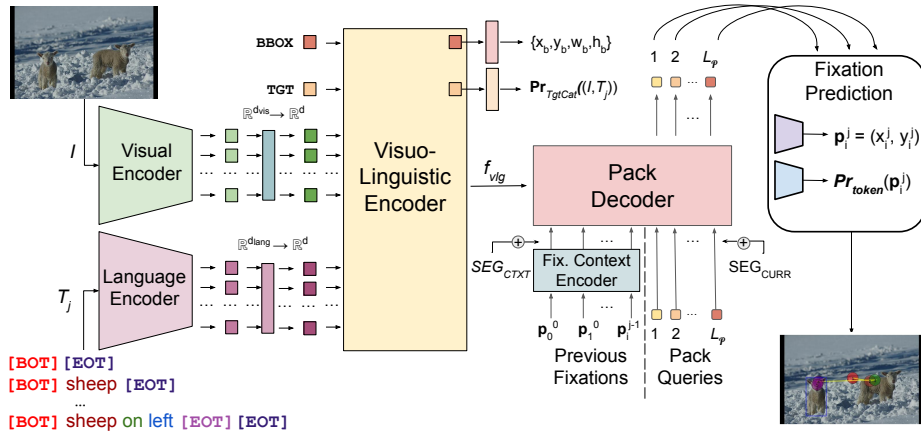 BBOX
{x_b, y_b, w_b, h_b}
TGT
Pr_TgtCat((I,T_j))
ℝ^d_vis → ℝ^d
I
Visual
Encoder
ℝ^d_lang → ℝ^d
T_j
Language
Encoder
Visuo-
Linguistic
Encoder
f_vlg
1 2 ... L_𝒫
...
Pack
Decoder
SEG_CTXT
+
... ...
+
SEG_CURR
Fix. Context
Encoder
...
p_0^0 p_1^0 p_i^{j-1}
1 2 ... L_𝒫
Previous
Fixations
Pack
Queries
Fixation
Prediction
p_i^j = (x_i^j, y_i^j)
Pr_token(p_i^j)
[BOT] [EOT]
[BOT] sheep [EOT]
...
[BOT] sheep on left [EOT] [EOT]